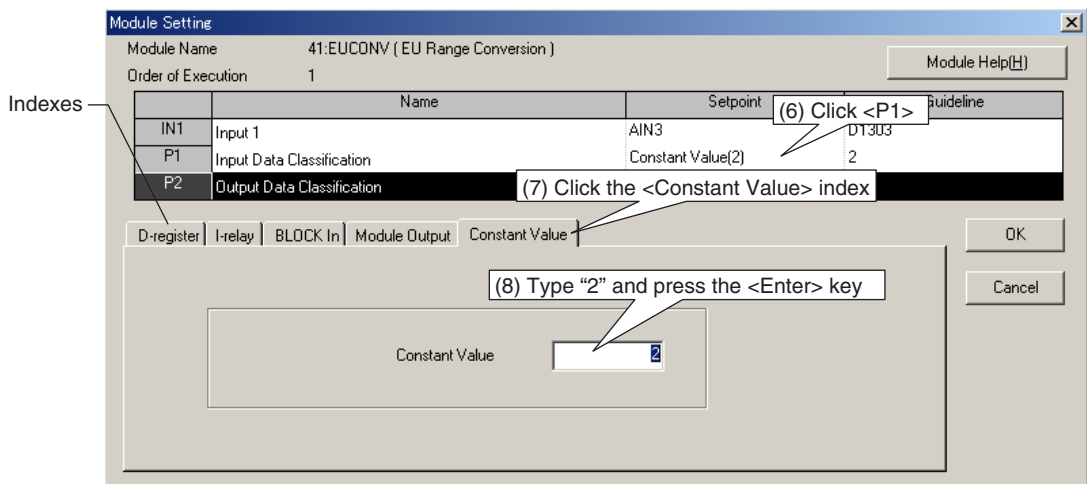 Module Setting
Module Name 41:EUCONV ( EU Range Conversion )
Module Help(H)
Order of Execution 1
Indexes
Name Setpoint Guideline
(6) Click <P1>
IN1 Input 1 AIN3 D1303
P1 Input Data Classification Constant Value(2) 2
P2 Output Data Classification
(7) Click the <Constant Value> index
D-register I-relay BLOCK In Module Output Constant Value
OK
(8) Type “2” and press the <Enter> key
Cancel
Constant Value 2